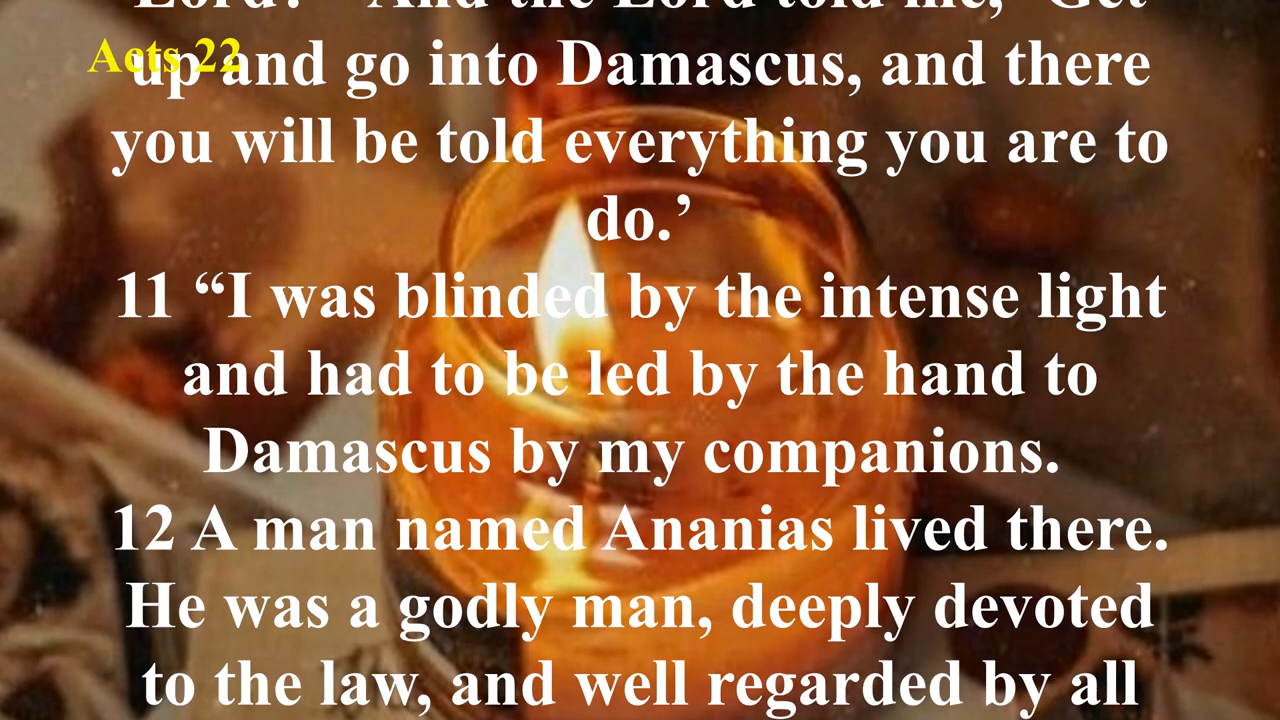 Lord?’ “And the Lord told me, ‘Get
Acts 22
up and go into Damascus, and there
you will be told everything you are to
do.’
11 “I was blinded by the intense light
and had to be led by the hand to
Damascus by my companions.
12 A man named Ananias lived there.
He was a godly man, deeply devoted
to the law, and well regarded by all